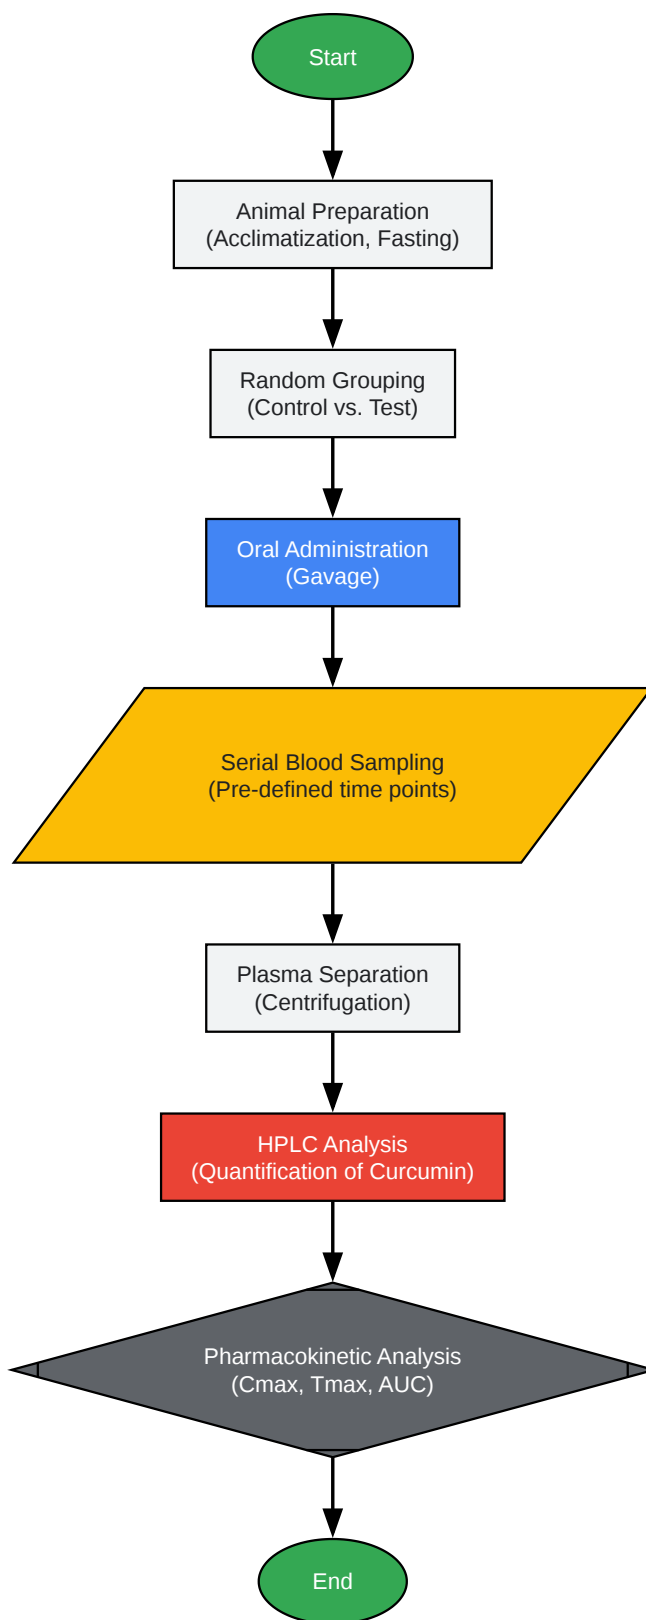 Start
Animal Preparation
(Acclimatization, Fasting)
Random Grouping
(Control vs. Test)
Oral Administration
(Gavage)
Serial Blood Sampling
(Pre-defined time points)
Plasma Separation
(Centrifugation)
HPLC Analysis
(Quantification of Curcumin)
Pharmacokinetic Analysis
(Cmax, Tmax, AUC)
End